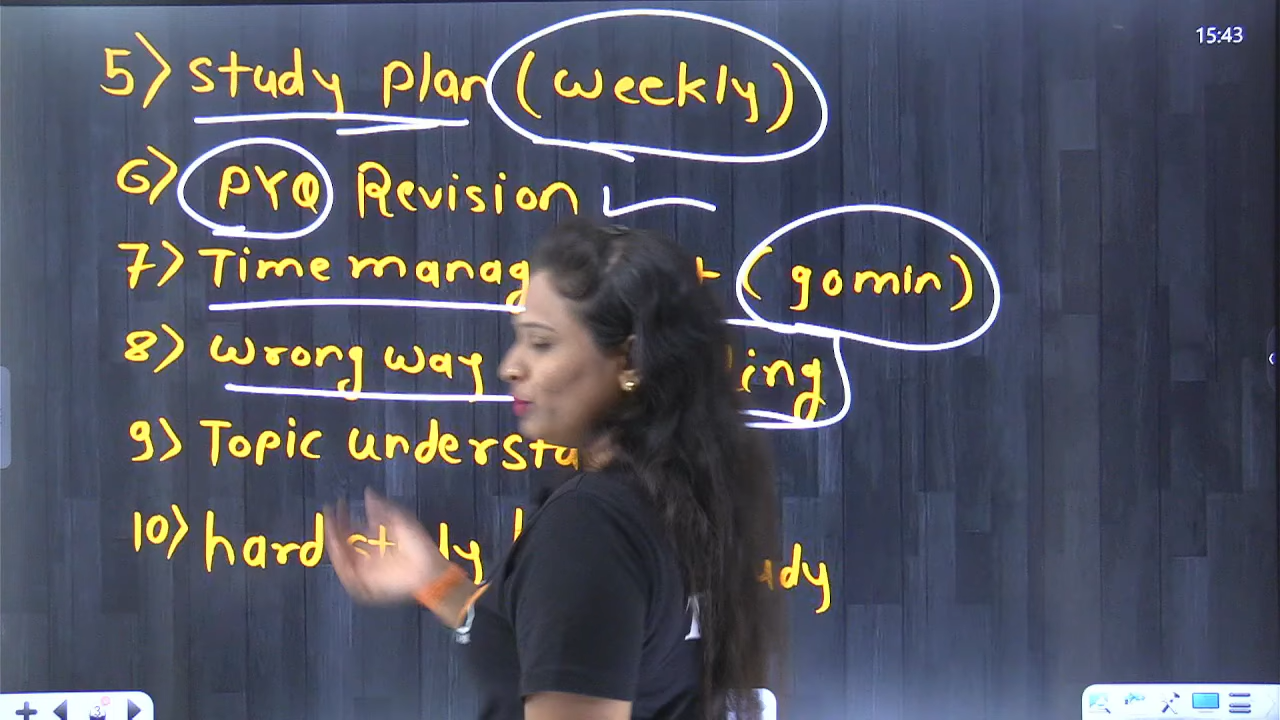 15:43
5) study plan (weekly)
6) PYQ Revision
7) Time manag (90min)
8) wrong way ing
9) Topic understa
10) hard study dy